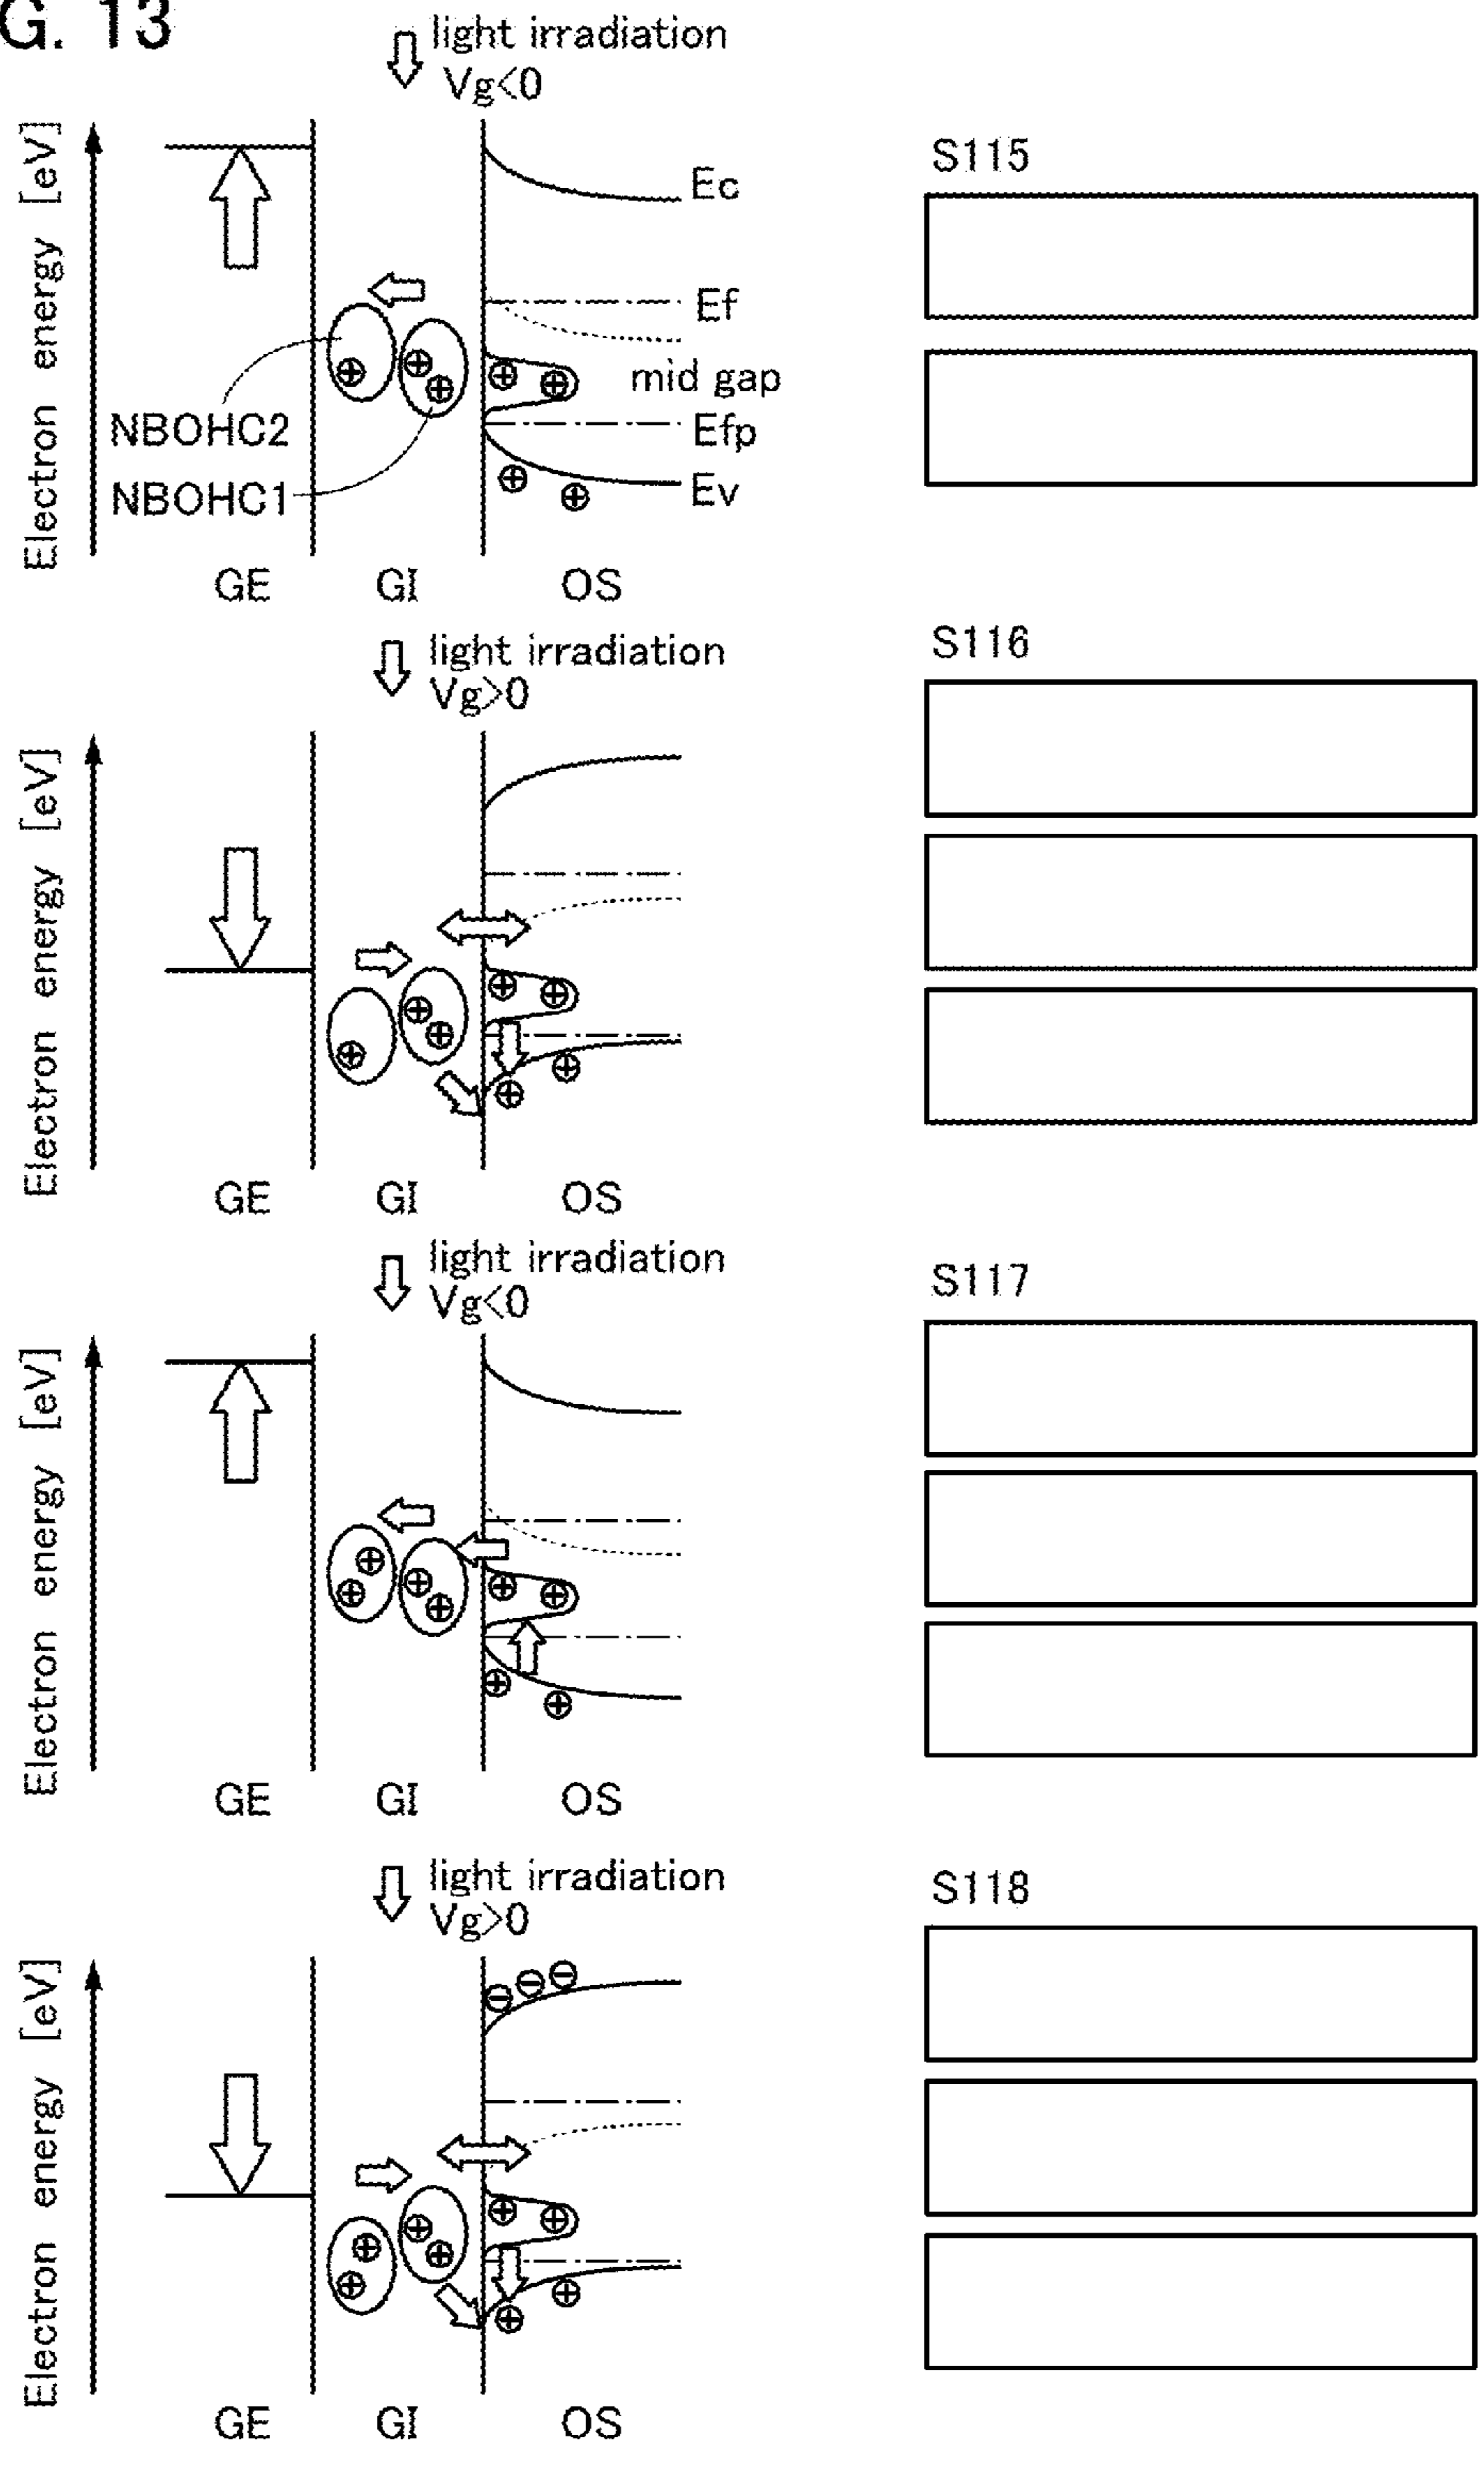 G. 13
light irradiation
Vg<0
Electron energy [eV]
Ec
Ef
mid gap
Efp
Ev
NBOHC2
NBOHC1
GE GI OS
S115
light irradiation
Vg>0
Electron energy [eV]
GE GI OS
S116
light irradiation
Vg<0
Electron energy [eV]
GE GI OS
S117
light irradiation
Vg>0
Electron energy [eV]
GE GI OS
S118